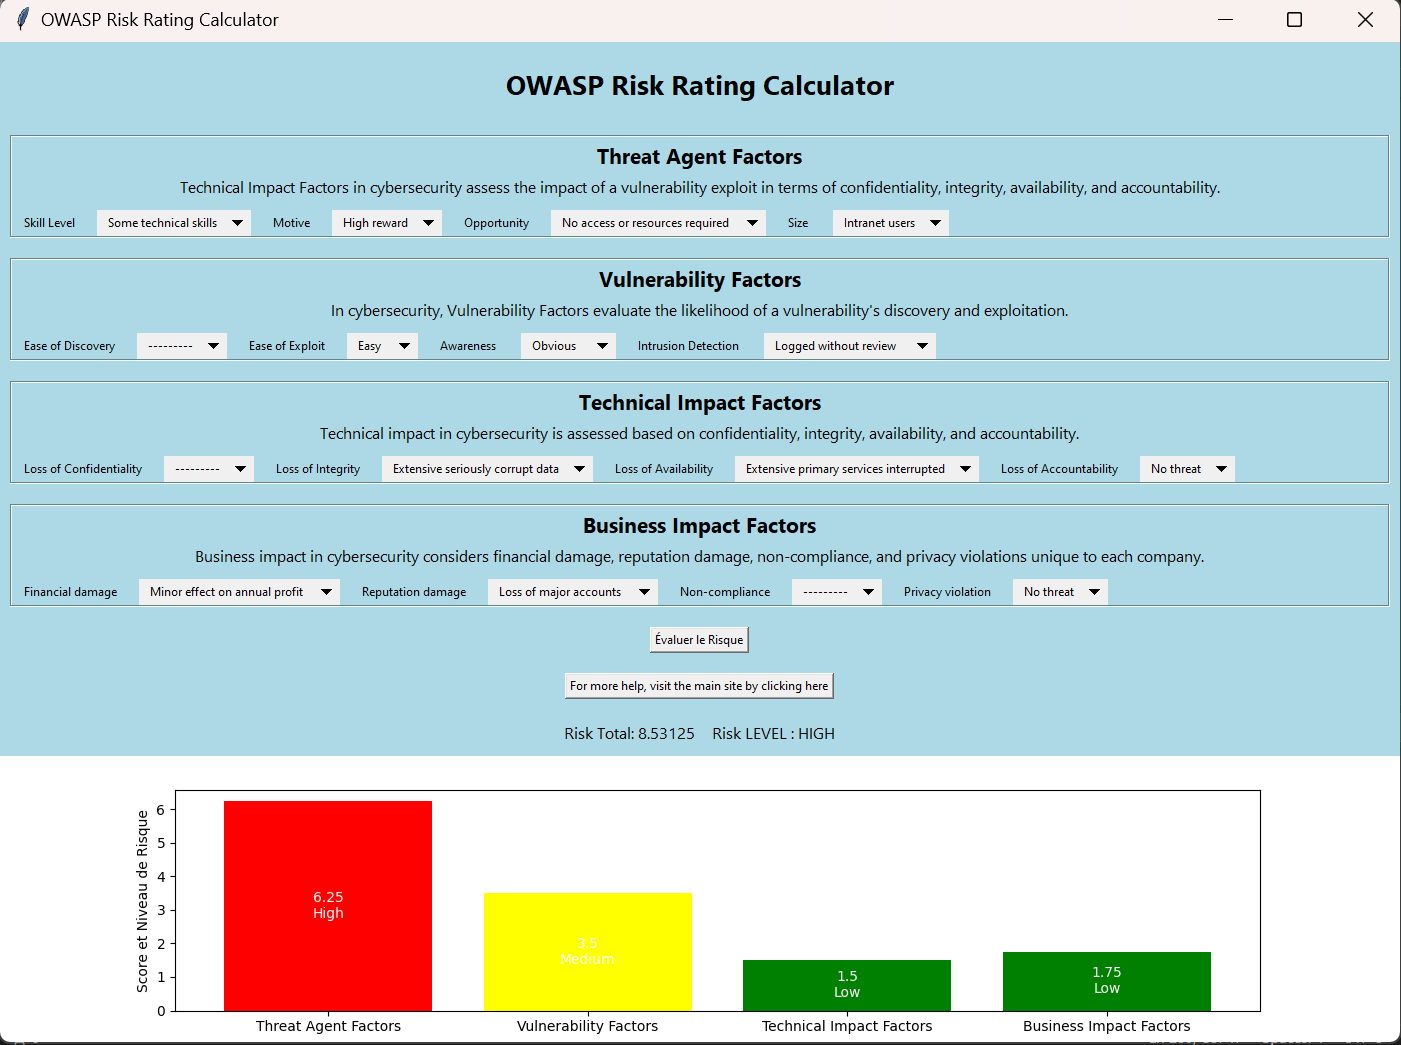 OWASP Risk Rating Calculator
OWASP Risk Rating Calculator
Threat Agent Factors
Technical Impact Factors in cybersecurity assess the impact of a vulnerability exploit in terms of confidentiality, integrity, availability, and accountability.
Skill Level Some technical skills Motive High reward Opportunity No access or resources required Size Intranet users
Vulnerability Factors
In cybersecurity, Vulnerability Factors evaluate the likelihood of a vulnerability's discovery and exploitation.
Ease of Discovery --------- Ease of Exploit Easy Awareness Obvious Intrusion Detection Logged without review
Technical Impact Factors
Technical impact in cybersecurity is assessed based on confidentiality, integrity, availability, and accountability.
Loss of Confidentiality --------- Loss of Integrity Extensive seriously corrupt data Loss of Availability Extensive primary services interrupted Loss of Accountability No threat
Business Impact Factors
Business impact in cybersecurity considers financial damage, reputation damage, non-compliance, and privacy violations unique to each company.
Financial damage Minor effect on annual profit Reputation damage Loss of major accounts Non-compliance --------- Privacy violation No threat
Évaluer le Risque
For more help, visit the main site by clicking here
Risk Total: 8.53125 Risk LEVEL : HIGH
Score et Niveau de Risque
6
5
4
3
2
1
0
6.25
High
3.5
Medium
1.5
Low
1.75
Low
Threat Agent Factors Vulnerability Factors Technical Impact Factors Business Impact Factors